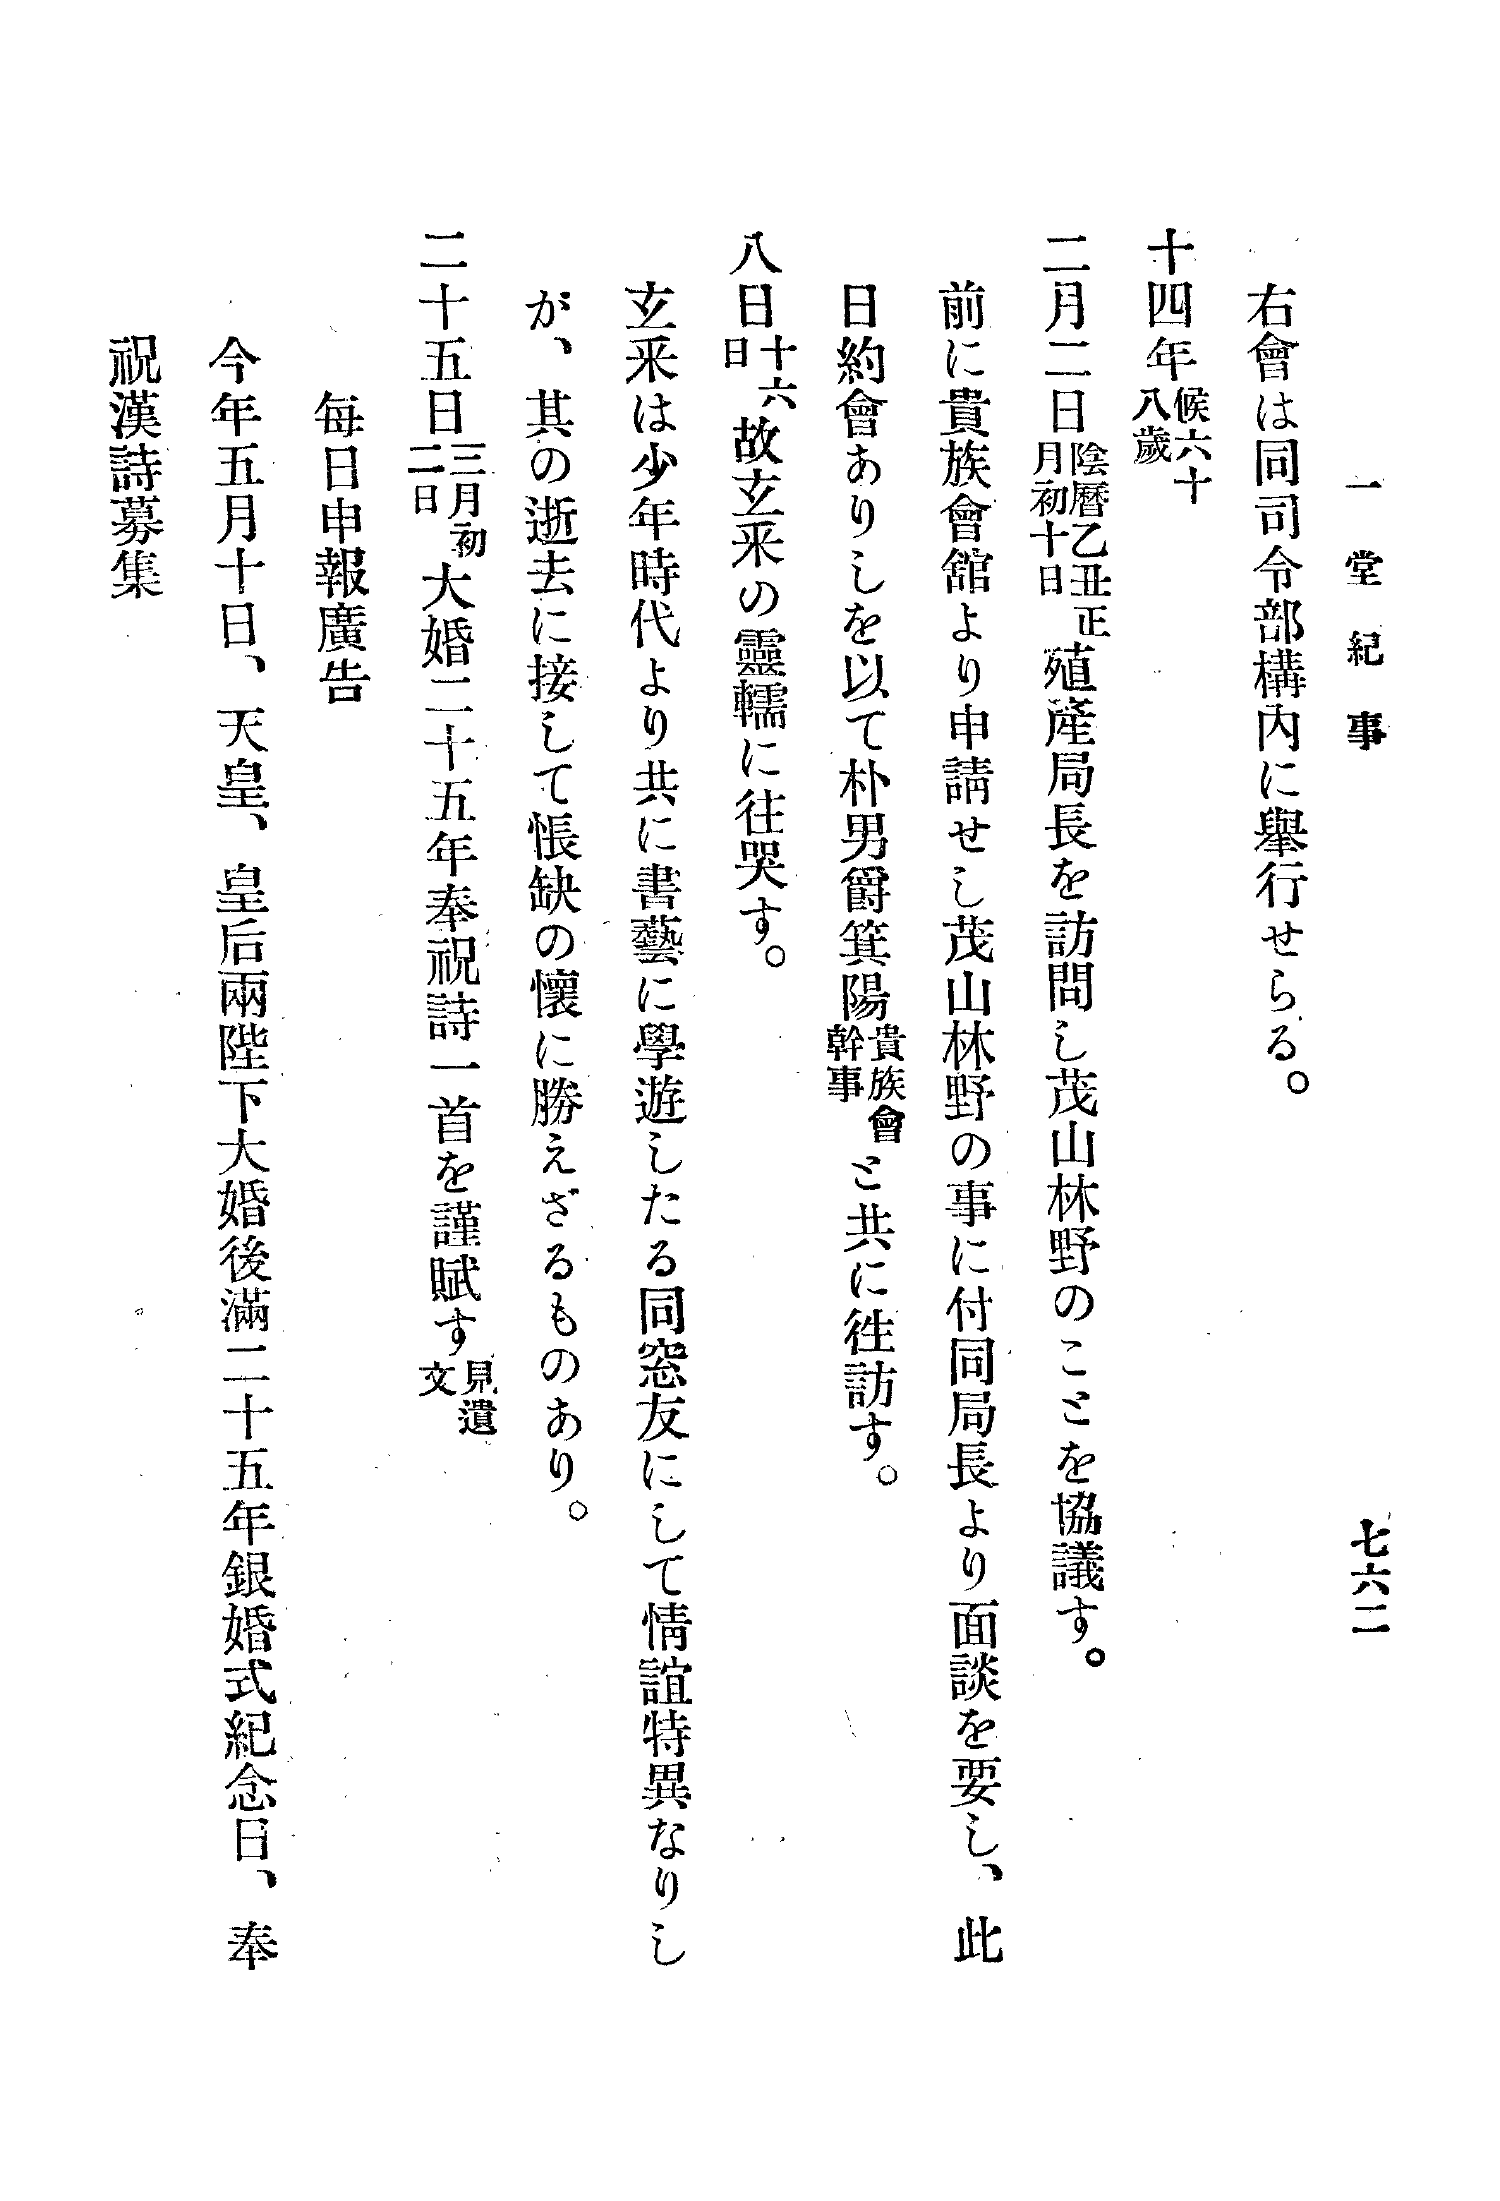 一堂紀事
七六二
右會は同司令部構內に舉行せらる。
十四年候六十八歲
二月二日陰曆乙丑正月初十日殖產局長を訪問し茂山林野のことを協議す。
前に貴族會舘より申請せし茂山林野の事に付同局長より面談を要し、此
日約會ありしを以て朴男爵箕陽貴族會幹事と共に徃訪す。
八日十六日故玄釆の靈轜に往哭す。
玄釆は少年時代より共に書藝に學遊したる同窓友にして情誼特異なりし
が、其の逝去に接して悵缺の懷に勝えざるものあり。
二十五日三月初二日大婚二十五年奉祝詩一首を謹賦す見遺文
每日申報廣告
今年五月十日、天皇、皇后兩陛下大婚後滿二十五年銀婚式紀念日、奉
祝漢詩募集